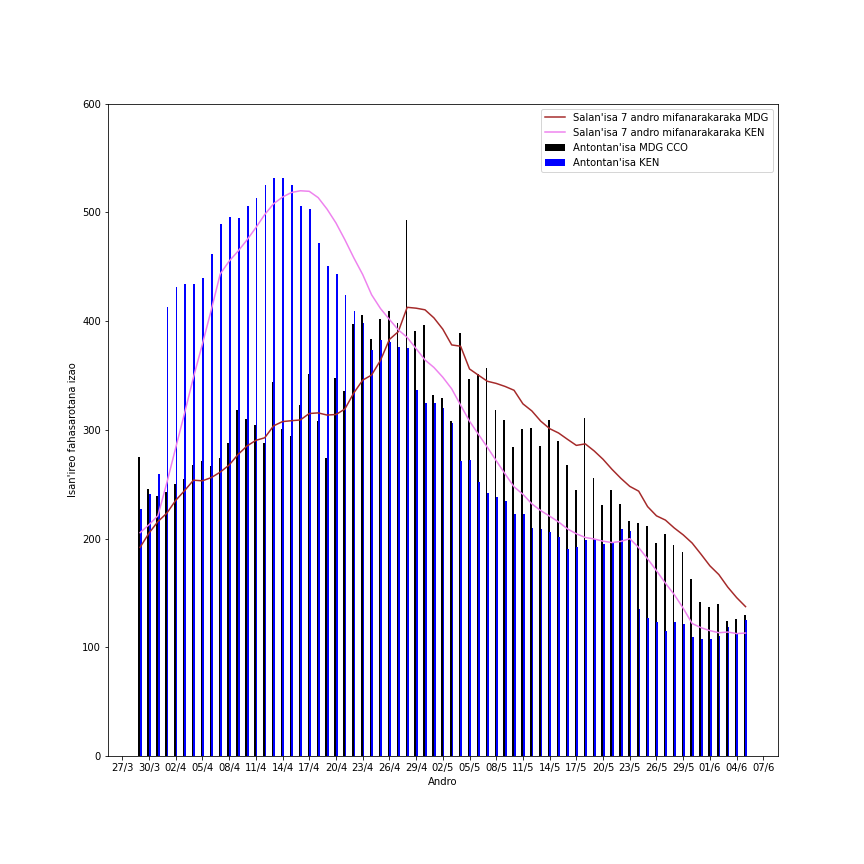 600
500
400
300
200
100
0
Isan'ireo fahasarotana izao
Salan'isa 7 andro mifanarakaraka MDG
Salan'isa 7 andro mifanarakaraka KEN
Antontan'isa MDG CCO
Antontan'isa KEN
27/3 30/3 02/4 05/4 08/4 11/4 14/4 17/4 20/4 23/4 26/4 29/4 02/5 05/5 08/5 11/5 14/5 17/5 20/5 23/5 26/5 29/5 01/6 04/6 07/6
Andro